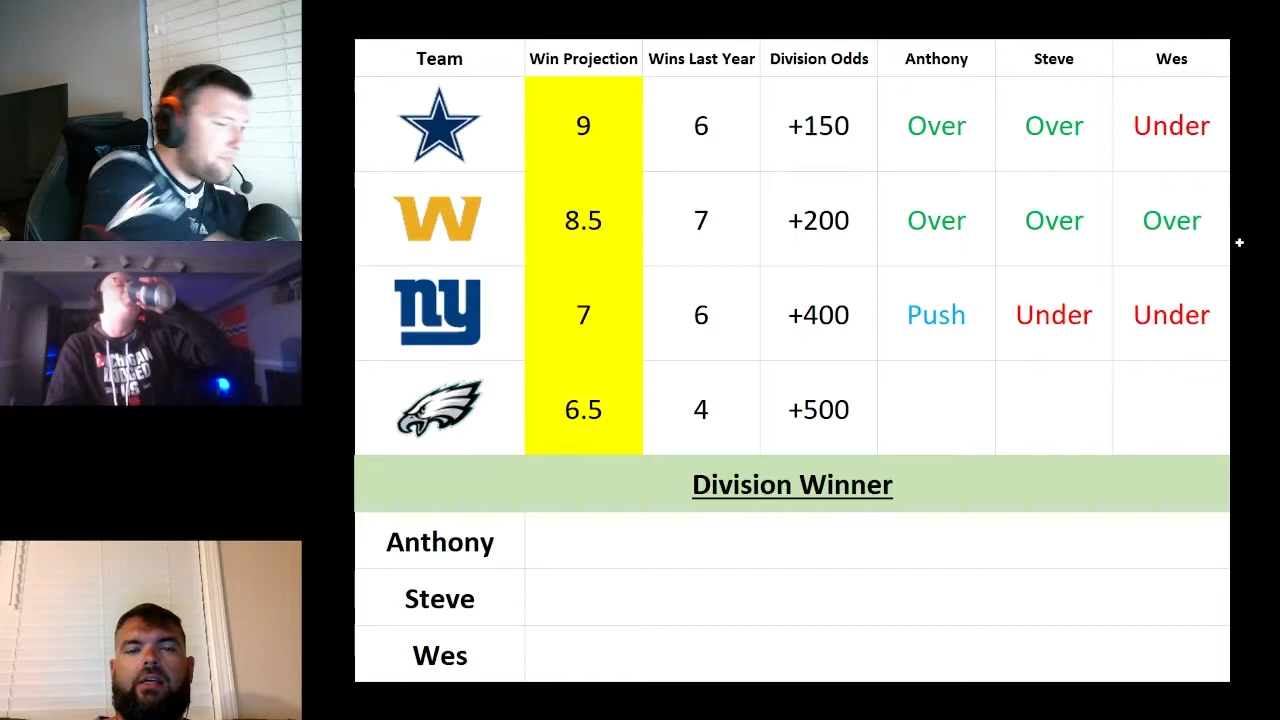 Team Win Projection Wins Last Year Division Odds Anthony Steve Wes
9 6 +150 Over Over Under
W 8.5 7 +200 Over Over Over
ny 7 6 +400 Push Under Under
6.5 4 +500
Division Winner
Anthony
Steve
Wes
MICHIGAN